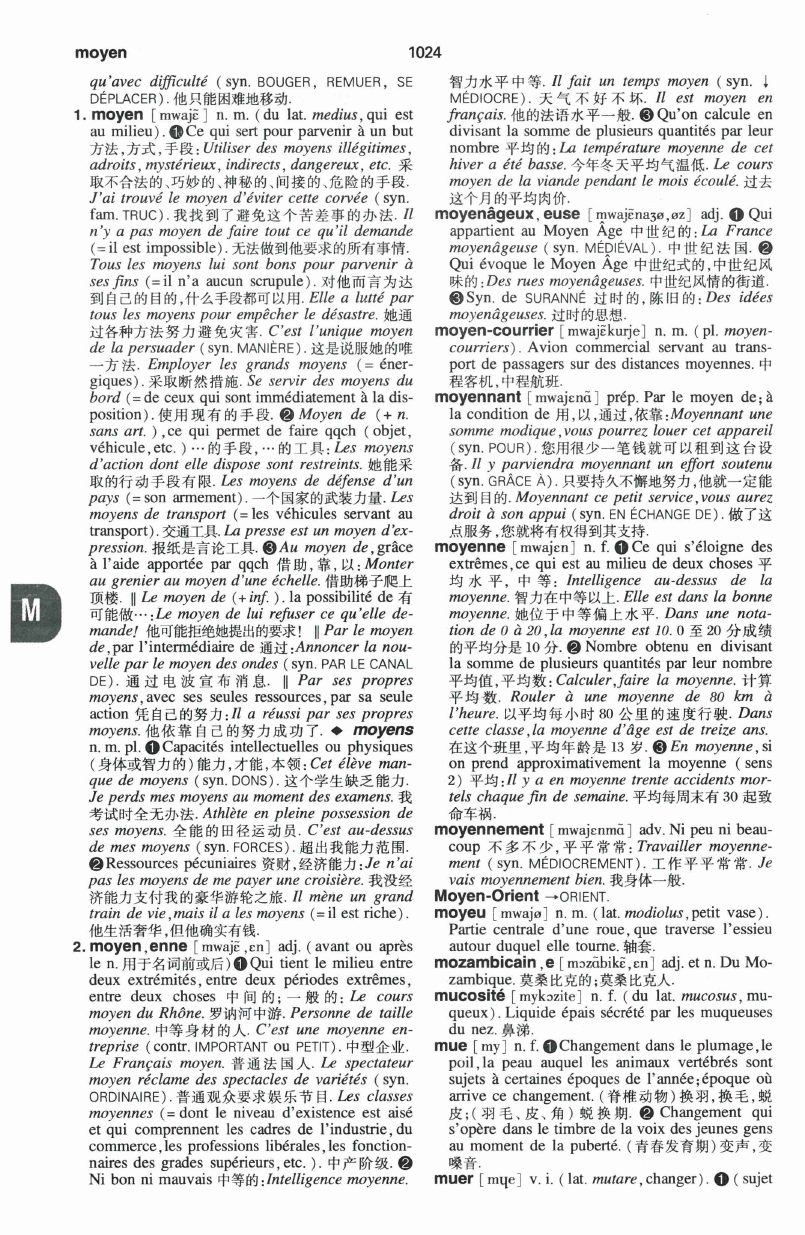 moyen
1024
qu'avec difficulté ( syn. BOUGER, REMUER, SE
DÉPLACER). 他只能困难地移动.
1. moyen [mwajɛ̃] n. m. (du lat. medius, qui est
au milieu). ❶Ce qui sert pour parvenir à un but
方法,方式,手段: Utiliser des moyens illégitimes,
adroits, mystérieux, indirects, dangereux, etc. 采
取不合法的、巧妙的、神秘的、间接的、危险的手段.
J'ai trouvé le moyen d'éviter cette corvée (syn.
fam. TRUC). 我找到了避免这个苦差事的办法. Il
n'y a pas moyen de faire tout ce qu'il demande
(=il est impossible). 无法做到他要求的所有事情.
Tous les moyens lui sont bons pour parvenir à
ses fins (=il n'a aucun scrupule). 对他而言为达
到自己的目的,什么手段都可以用. Elle a lutté par
tous les moyens pour empêcher le désastre. 她通
过各种方法努力避免灾害. C'est l'unique moyen
de la persuader (syn. MANIÈRE). 这是说服她的唯
一方法. Employer les grands moyens (= éner-
giques). 采取断然措施. Se servir des moyens du
bord (=de ceux qui sont immédiatement à la dis-
position). 使用现有的手段. ❷ Moyen de (+ n.
sans art. ), ce qui permet de faire qqch ( objet,
véhicule, etc. ) …的手段, …的工具: Les moyens
d'action dont elle dispose sont restreints. 她能采
取的行动手段有限. Les moyens de défense d'un
pays (= son armement). 一个国家的武装力量. Les
moyens de transport (= les véhicules servant au
transport). 交通工具. La presse est un moyen d'ex-
pression. 报纸是言论工具. ❸Au moyen de, grâce
à l'aide apportée par qqch 借助,靠,以: Monter
au grenier au moyen d'une échelle. 借助梯子爬上
顶楼. ‖ Le moyen de (+inf. ). la possibilité de 有
可能做…: Le moyen de lui refuser ce qu'elle de-
mande! 他可能拒绝她提出的要求! ‖ Par le moyen
de, par l'intermédiaire de 通过: Annoncer la nou-
velle par le moyen des ondes (syn. PAR LE CANAL
DE). 通过电波宣布消息. ‖ Par ses propres
moyens, avec ses seules ressources, par sa seule
action 凭自己的努力: Il a réussi par ses propres
moyens. 他依靠自己的努力成功了. ◆ moyens
n. m. pl. ❶Capacités intellectuelles ou physiques
(身体或智力的)能力,才能,本领: Cet élève man-
que de moyens (syn. DONS). 这个学生缺乏能力.
Je perds mes moyens au moment des examens. 我
考试时全无办法. Athlète en pleine possession de
ses moyens. 全能的田径运动员. C'est au-dessus
de mes moyens (syn. FORCES). 超出我能力范围.
❷Ressources pécuniaires 资财,经济能力: Je n'ai
pas les moyens de me payer une croisière. 我没经
济能力支付我的豪华游轮之旅. Il mène un grand
train de vie, mais il a les moyens (= il est riche).
他生活奢华,但他确实有钱.
2. moyen, enne [mwajɛ̃, ɛn] adj. (avant ou après
le n. 用于名词前或后)❶Qui tient le milieu entre
deux extrémités, entre deux périodes extrêmes,
entre deux choses 中间的; 一般的: Le cours
moyen du Rhône. 罗讷河中游. Personne de taille
moyenne. 中等身材的人. C'est une moyenne en-
treprise (contr. IMPORTANT ou PETIT). 中型企业.
Le Français moyen. 普通法国人. Le spectateur
moyen réclame des spectacles de variétés ( syn.
ORDINAIRE). 普通观众要求娱乐节目. Les classes
moyennes (= dont le niveau d'existence est aisé
et qui comprennent les cadres de l'industrie, du
commerce, les professions libérales, les fonction-
naires des grades supérieurs, etc. ). 中产阶级. ❷
Ni bon ni mauvais 中等的: Intelligence moyenne.
M
智力水平中等. Il fait un temps moyen ( syn. ↓
MÉDIOCRE). 天气不好不坏. Il est moyen en
français. 他的法语水平一般. ❸Qu'on calcule en
divisant la somme de plusieurs quantités par leur
nombre 平均的: La température moyenne de cet
hiver a été basse. 今年冬天平均气温低. Le cours
moyen de la viande pendant le mois écoulé. 过去
这个月的平均肉价.
moyenâgeux, euse [mwajɛ̃naʒø, øz] adj. ❶ Qui
appartient au Moyen Âge 中世纪的: La France
moyenâgeuse ( syn. MÉDIÉVAL). 中世纪法国. ❷
Qui évoque le Moyen Âge 中世纪式的,中世纪风
味的: Des rues moyenâgeuses. 中世纪风情的街道.
❸Syn. de SURANNÉ 过时的,陈旧的: Des idées
moyenâgeuses. 过时的思想.
moyen-courrier [mwajɛ̃kurje] n. m. ( pl. moyen-
courriers). Avion commercial servant au trans-
port de passagers sur des distances moyennes. 中
程客机,中程航班.
moyennant [mwajɛnɑ̃] prép. Par le moyen de; à
la condition de 用,以,通过,依靠: Moyennant une
somme modique, vous pourrez louer cet appareil
(syn. POUR). 您用很少一笔钱就可以租到这台设
备. Il y parviendra moyennant un effort soutenu
(syn. GRÂCE À). 只要持久不懈地努力,他就一定能
达到目的. Moyennant ce petit service, vous aurez
droit à son appui (syn. EN ÉCHANGE DE). 做了这
点服务,您就将有权得到其支持.
moyenne [mwajɛn] n. f. ❶Ce qui s'éloigne des
extrêmes, ce qui est au milieu de deux choses 平
均水平, 中等: Intelligence au-dessus de la
moyenne. 智力在中等以上. Elle est dans la bonne
moyenne. 她位于中等偏上水平. Dans une nota-
tion de 0 à 20, la moyenne est 10. 0 至 20 分成绩
的平均分是 10 分. ❷ Nombre obtenu en divisant
la somme de plusieurs quantités par leur nombre
平均值,平均数: Calculer, faire la moyenne. 计算
平均数. Rouler à une moyenne de 80 km à
l'heure. 以平均每小时 80 公里的速度行驶. Dans
cette classe, la moyenne d'âge est de treize ans.
在这个班里,平均年龄是 13 岁. ❸En moyenne, si
on prend approximativement la moyenne ( sens
2) 平均: Il y a en moyenne trente accidents mor-
tels chaque fin de semaine. 平均每周末有 30 起致
命车祸.
moyennement [mwajɛnmɑ̃] adv. Ni peu ni beau-
coup 不多不少,平平常常: Travailler moyenne-
ment ( syn. MÉDIOCREMENT). 工作平平常常. Je
vais moyennement bien. 我身体一般.
Moyen-Orient →ORIENT.
moyeu [mwajø] n. m. (lat. modiolus, petit vase).
Partie centrale d'une roue, que traverse l'essieu
autour duquel elle tourne. 轴套.
mozambicain, e [mɔzɑ̃bikɛ̃, ɛn] adj. et n. Du Mo-
zambique. 莫桑比克的;莫桑比克人.
mucosité [mykozite] n. f. (du lat. mucosus, mu-
queux). Liquide épais sécrété par les muqueuses
du nez. 鼻涕.
mue [my] n. f. ❶Changement dans le plumage, le
poil, la peau auquel les animaux vertébrés sont
sujets à certaines époques de l'année; époque où
arrive ce changement. (脊椎动物)换羽,换毛,蜕
皮;(羽毛、皮、角)蜕换期. ❷ Changement qui
s'opère dans le timbre de la voix des jeunes gens
au moment de la puberté. (青春发育期)变声,变
嗓音.
muer [mɥe] v. i. (lat. mutare, changer). ❶ ( sujet